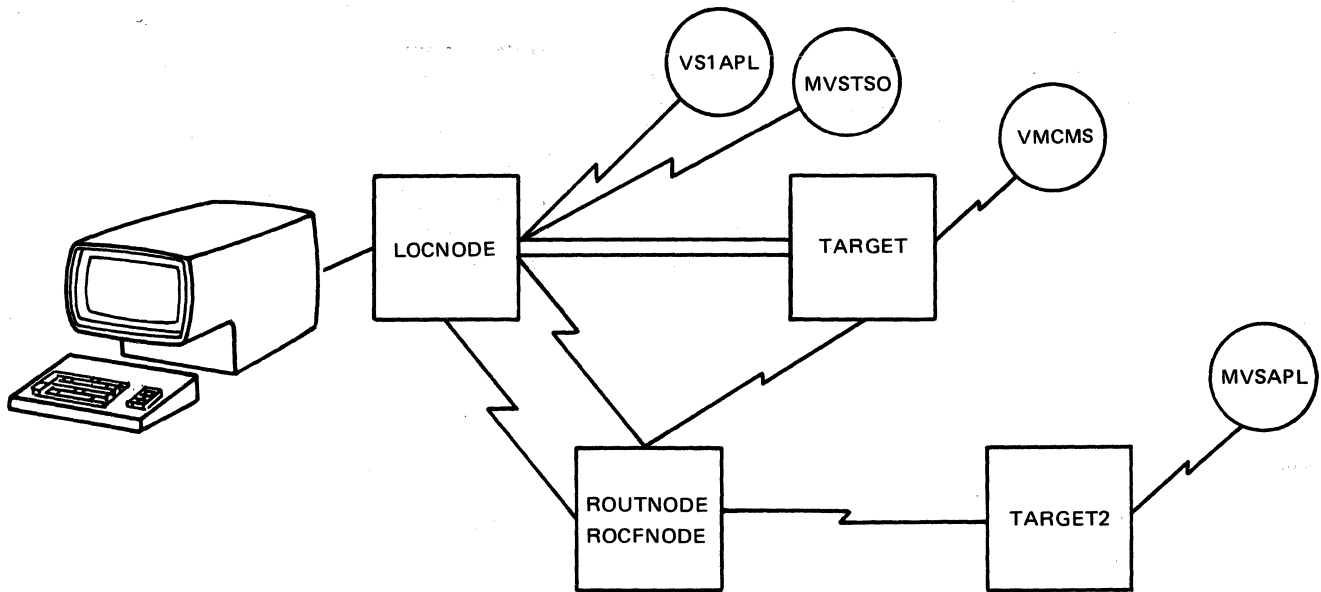 VS1APL
MVSTSO
VMCMS
LOCNODE
TARGET
MVSAPL
ROUTNODE
ROCFNODE
TARGET2